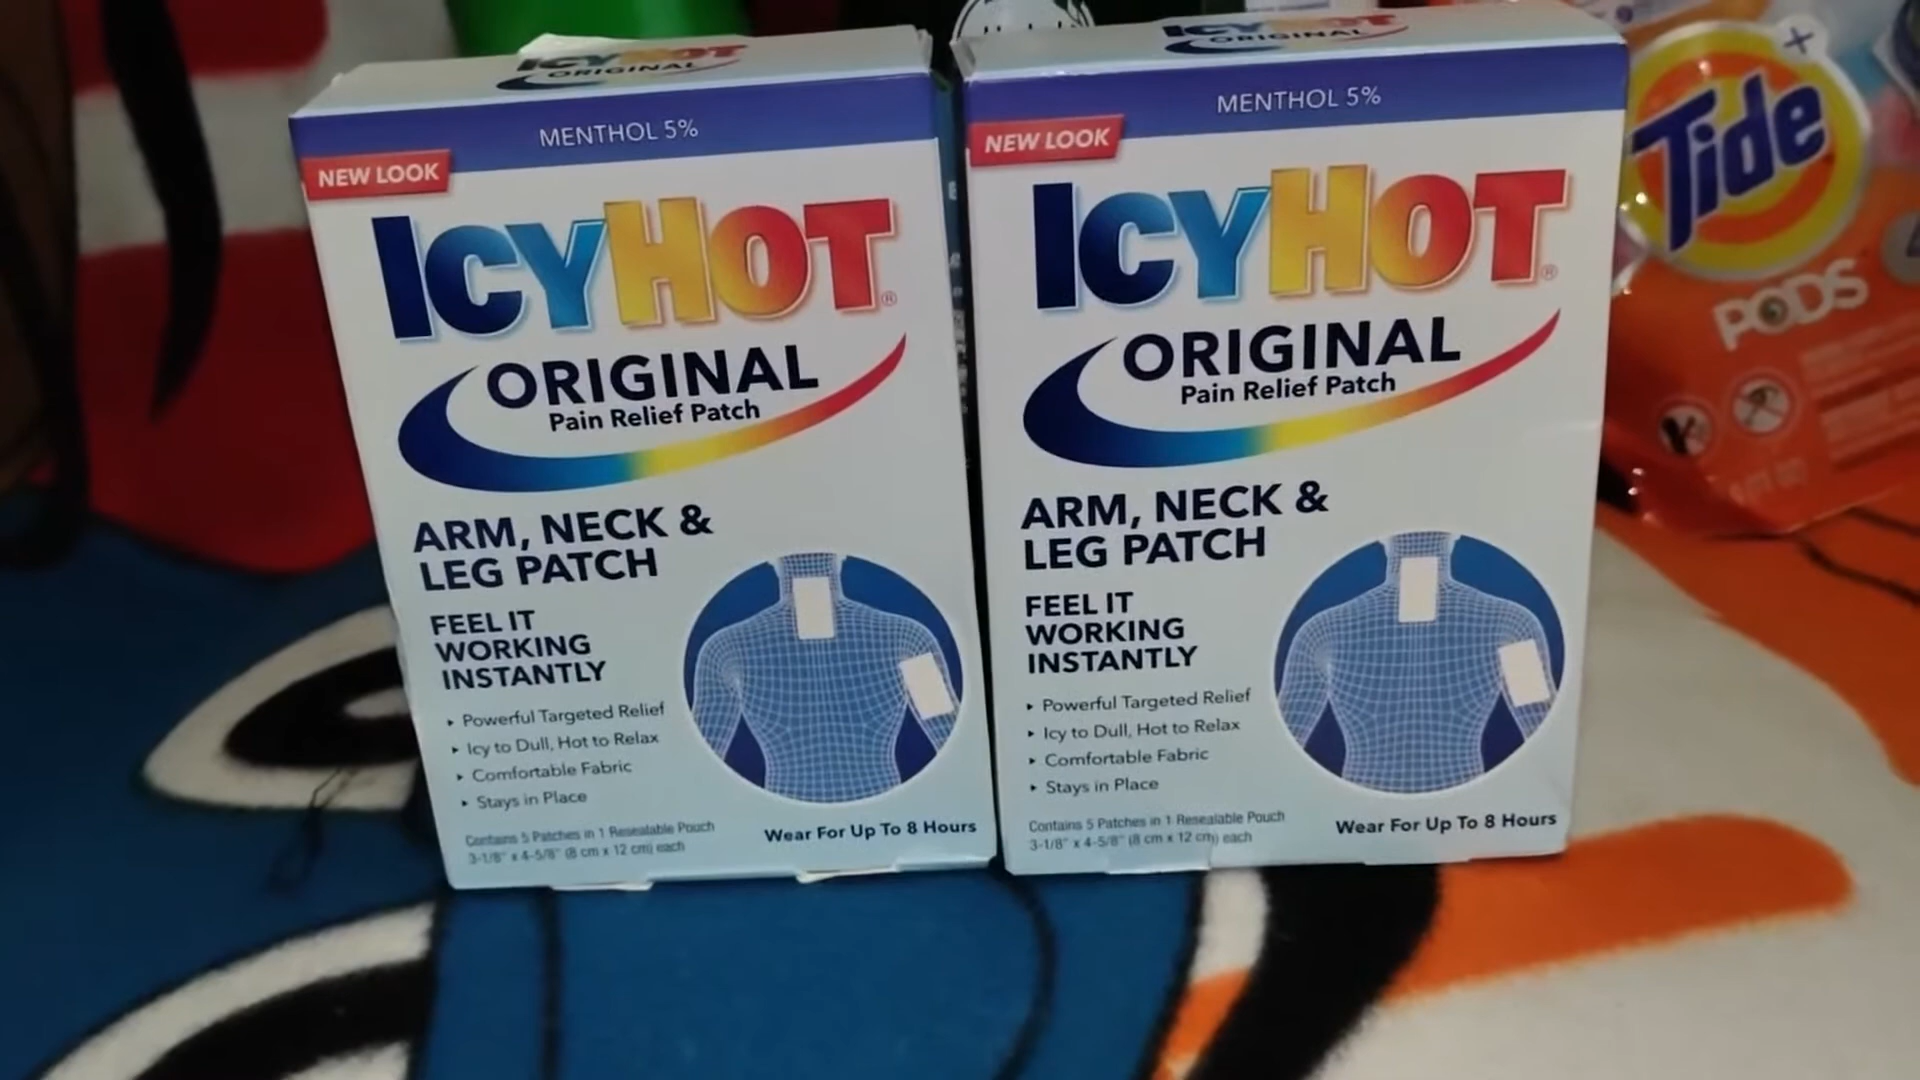 ICYHOT
ORIGINAL
MENTHOL 5%
NEW LOOK
ICYHOT®
ORIGINAL
Pain Relief Patch
ARM, NECK &
LEG PATCH
FEEL IT
WORKING
INSTANTLY
▸ Powerful Targeted Relief
▸ Icy to Dull, Hot to Relax
▸ Comfortable Fabric
▸ Stays in Place
Contains 5 Patches in 1 Resealable Pouch
3-1/8" x 4-5/8" (8 cm x 12 cm) each
Wear For Up To 8 Hours
ICYHOT
ORIGINAL
MENTHOL 5%
NEW LOOK
ICYHOT®
ORIGINAL
Pain Relief Patch
ARM, NECK &
LEG PATCH
FEEL IT
WORKING
INSTANTLY
▸ Powerful Targeted Relief
▸ Icy to Dull, Hot to Relax
▸ Comfortable Fabric
▸ Stays in Place
Contains 5 Patches in 1 Resealable Pouch
3-1/8" x 4-5/8" (8 cm x 12 cm) each
Wear For Up To 8 Hours
Tide+
PODS